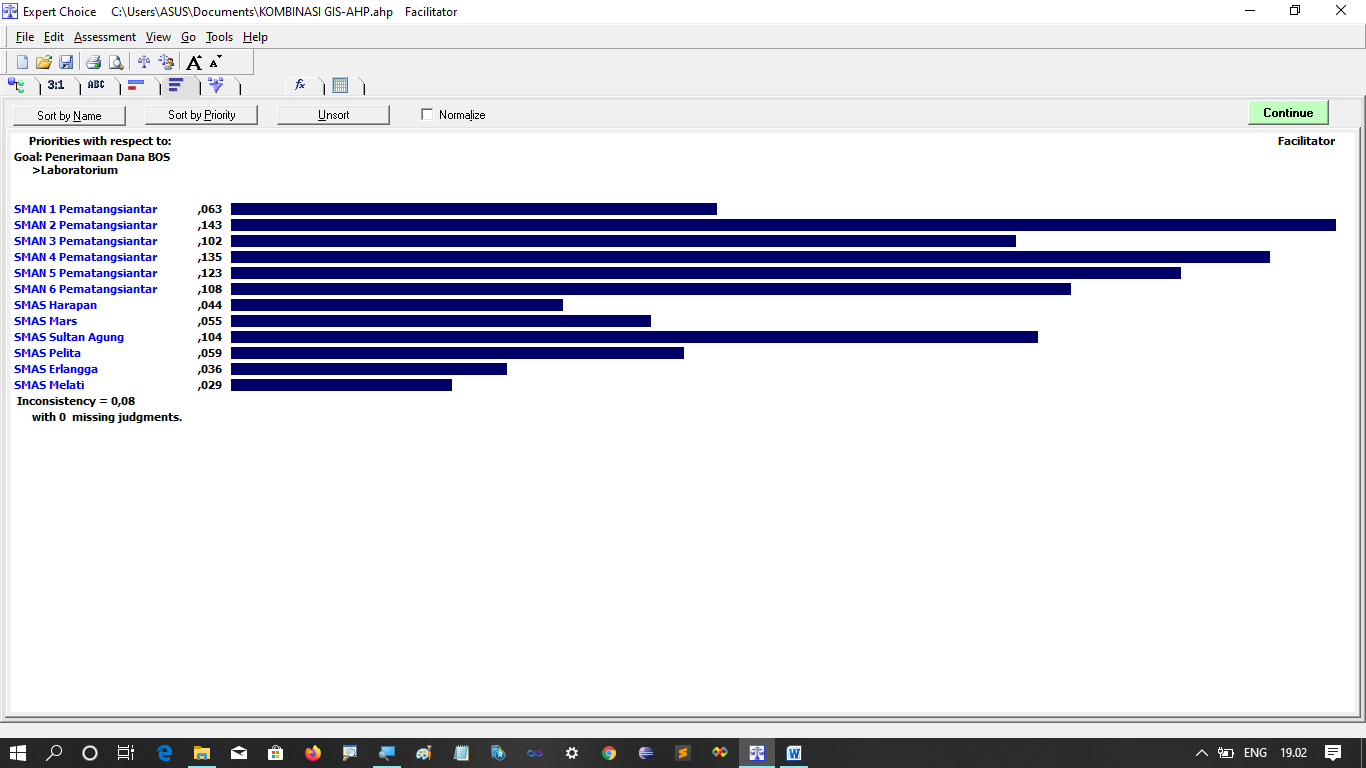 Expert Choice C:\Users\ASUS\Documents\KOMBINASI GIS-AHP.ahp Facilitator
File Edit Assessment View Go Tools Help
A A
3:1 ABC fx
Sort by Name Sort by Priority Unsort Normalize Continue
Priorities with respect to: Facilitator
Goal: Penerimaan Dana BOS
>Laboratorium
SMAN 1 Pematangsiantar ,063
SMAN 2 Pematangsiantar ,143
SMAN 3 Pematangsiantar ,102
SMAN 4 Pematangsiantar ,135
SMAN 5 Pematangsiantar ,123
SMAN 6 Pematangsiantar ,108
SMAS Harapan ,044
SMAS Mars ,055
SMAS Sultan Agung ,104
SMAS Pelita ,059
SMAS Erlangga ,036
SMAS Melati ,029
Inconsistency = 0,08
with 0 missing judgments.
ENG 19.02